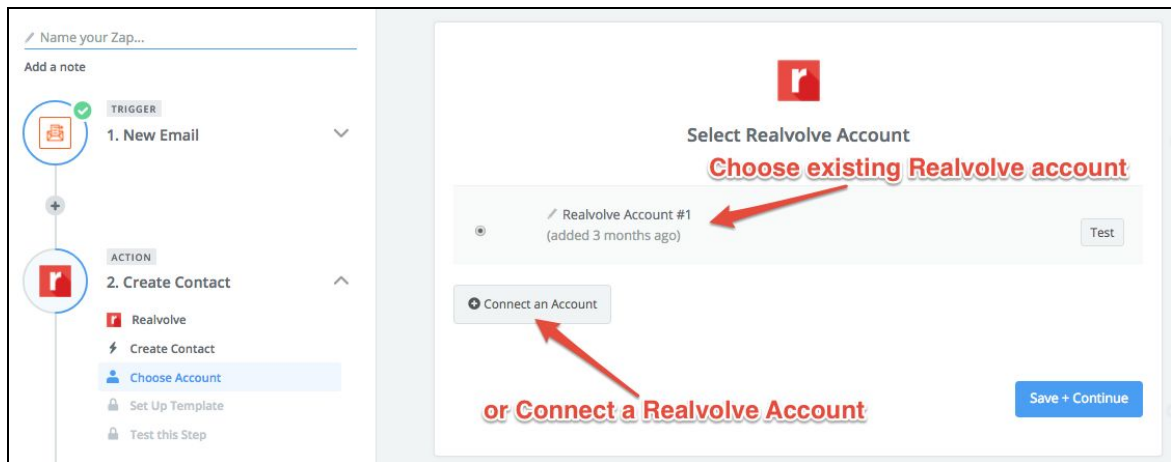 Name your Zap...
Add a note
TRIGGER
1. New Email
ACTION
2. Create Contact
Realvolve
Create Contact
Choose Account
Set Up Template
Test this Step
r
Select Realvolve Account
Choose existing Realvolve account
Realvolve Account #1
(added 3 months ago)
Test
Connect an Account
or Connect a Realvolve Account
Save + Continue